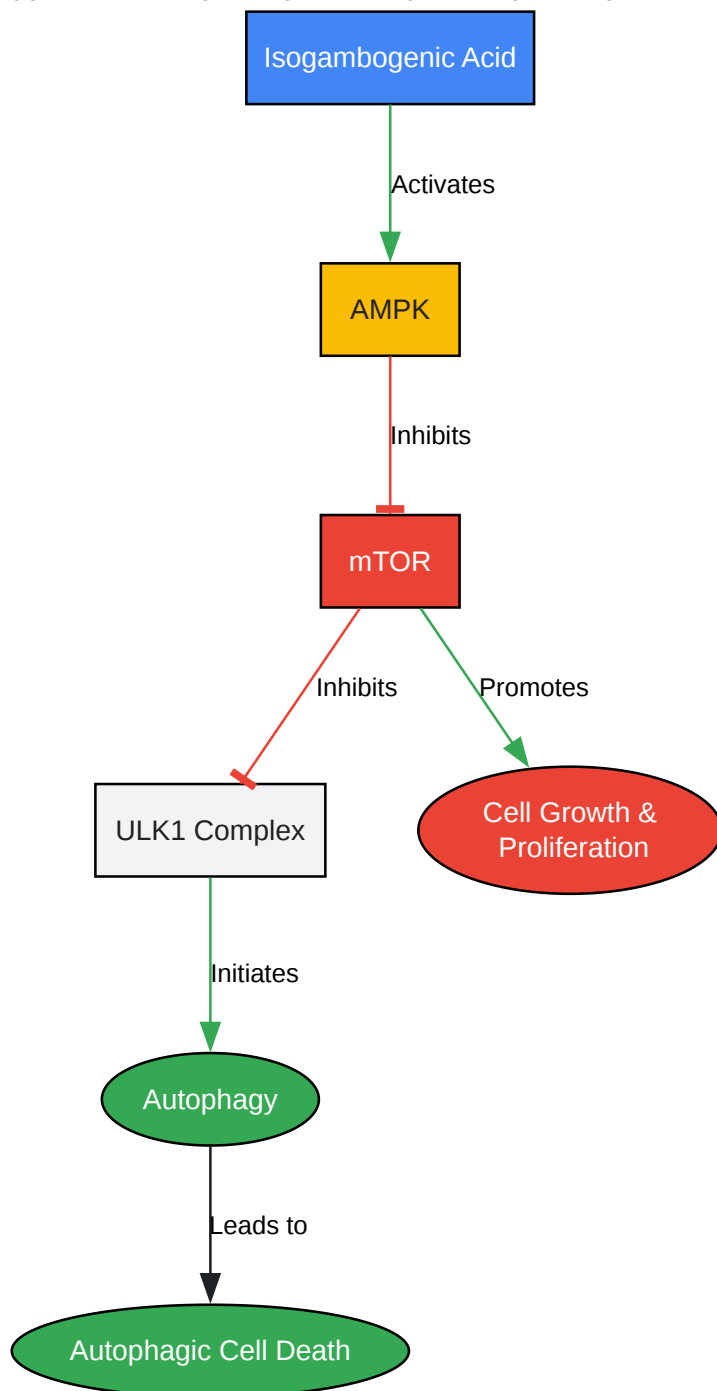 Isogambogenic Acid
Activates
AMPK
Inhibits
mTOR
Inhibits
Promotes
ULK1 Complex
Cell Growth &
Proliferation
Initiates
Autophagy
Leads to
Autophagic Cell Death